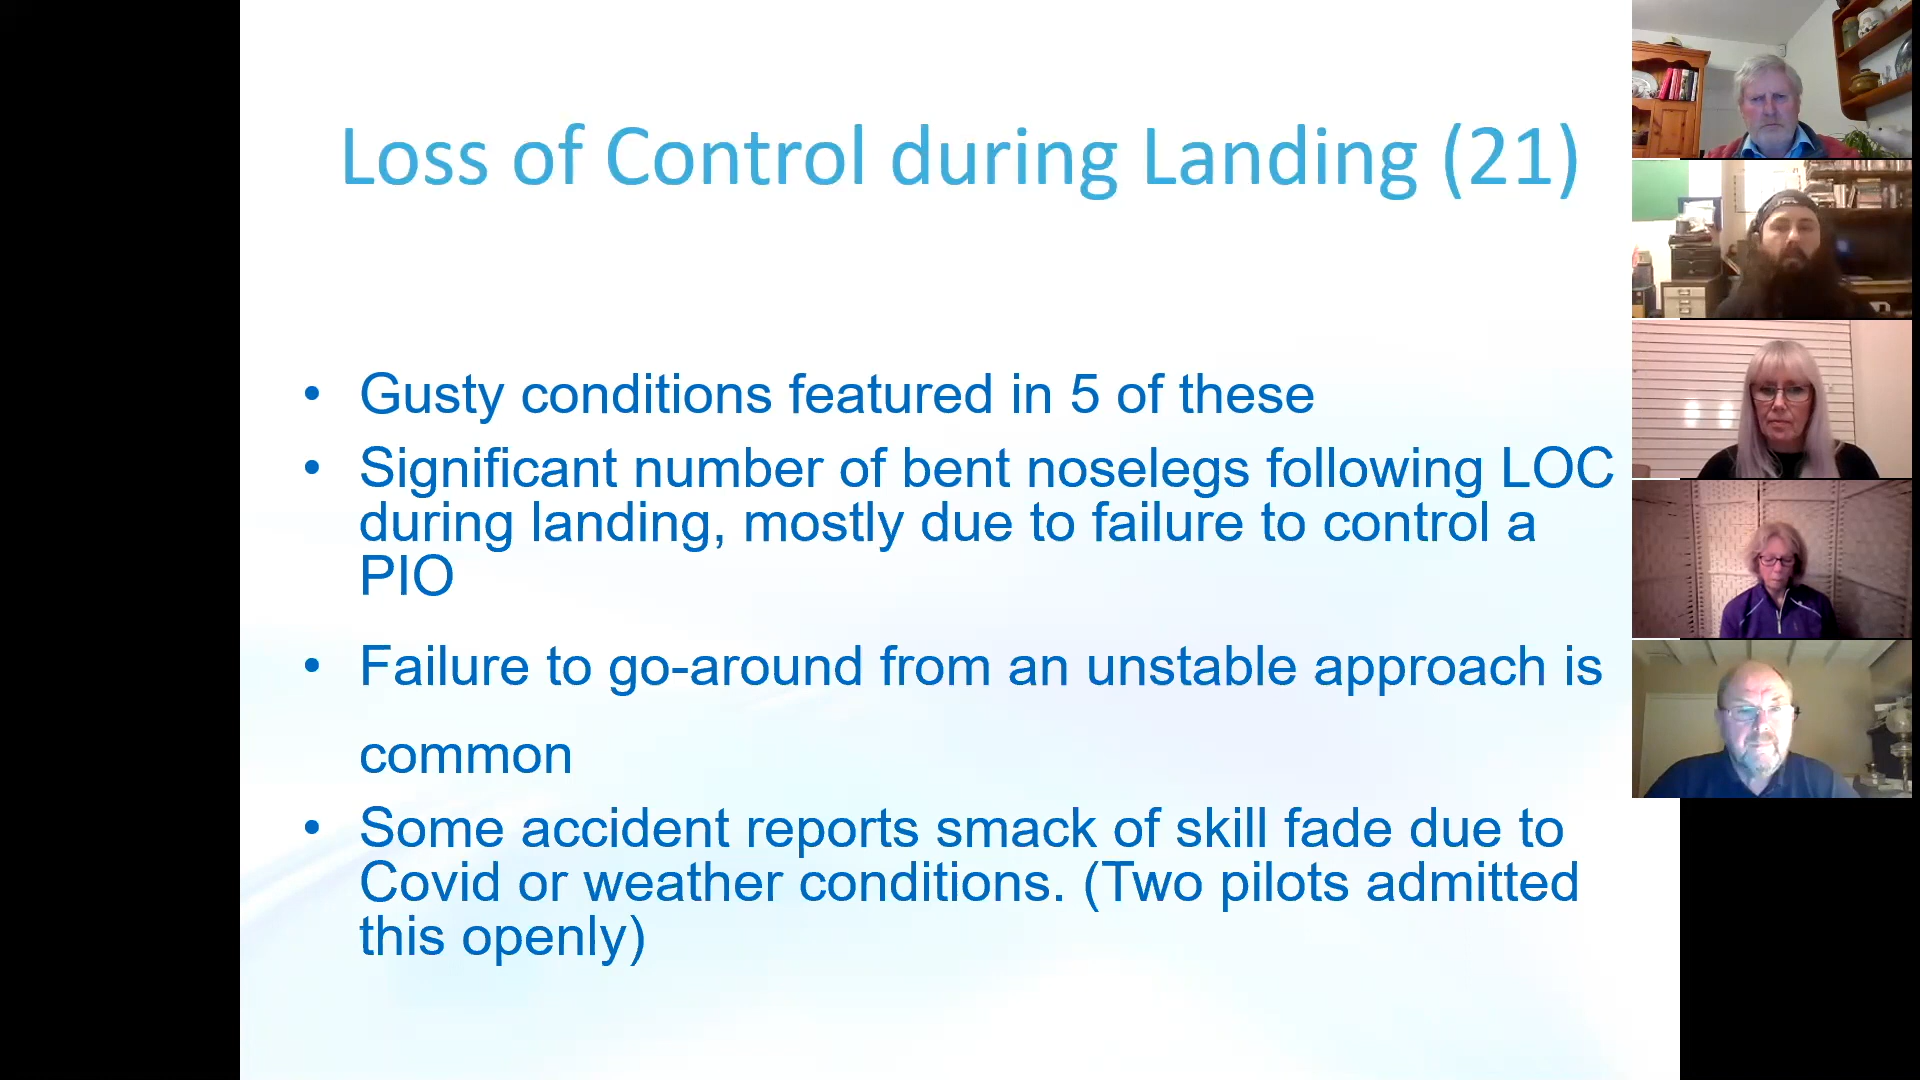 Loss of Control during Landing (21)
• Gusty conditions featured in 5 of these
• Significant number of bent noselegs following LOC
during landing, mostly due to failure to control a
PIO
• Failure to go-around from an unstable approach is
common
• Some accident reports smack of skill fade due to
Covid or weather conditions. (Two pilots admitted
this openly)